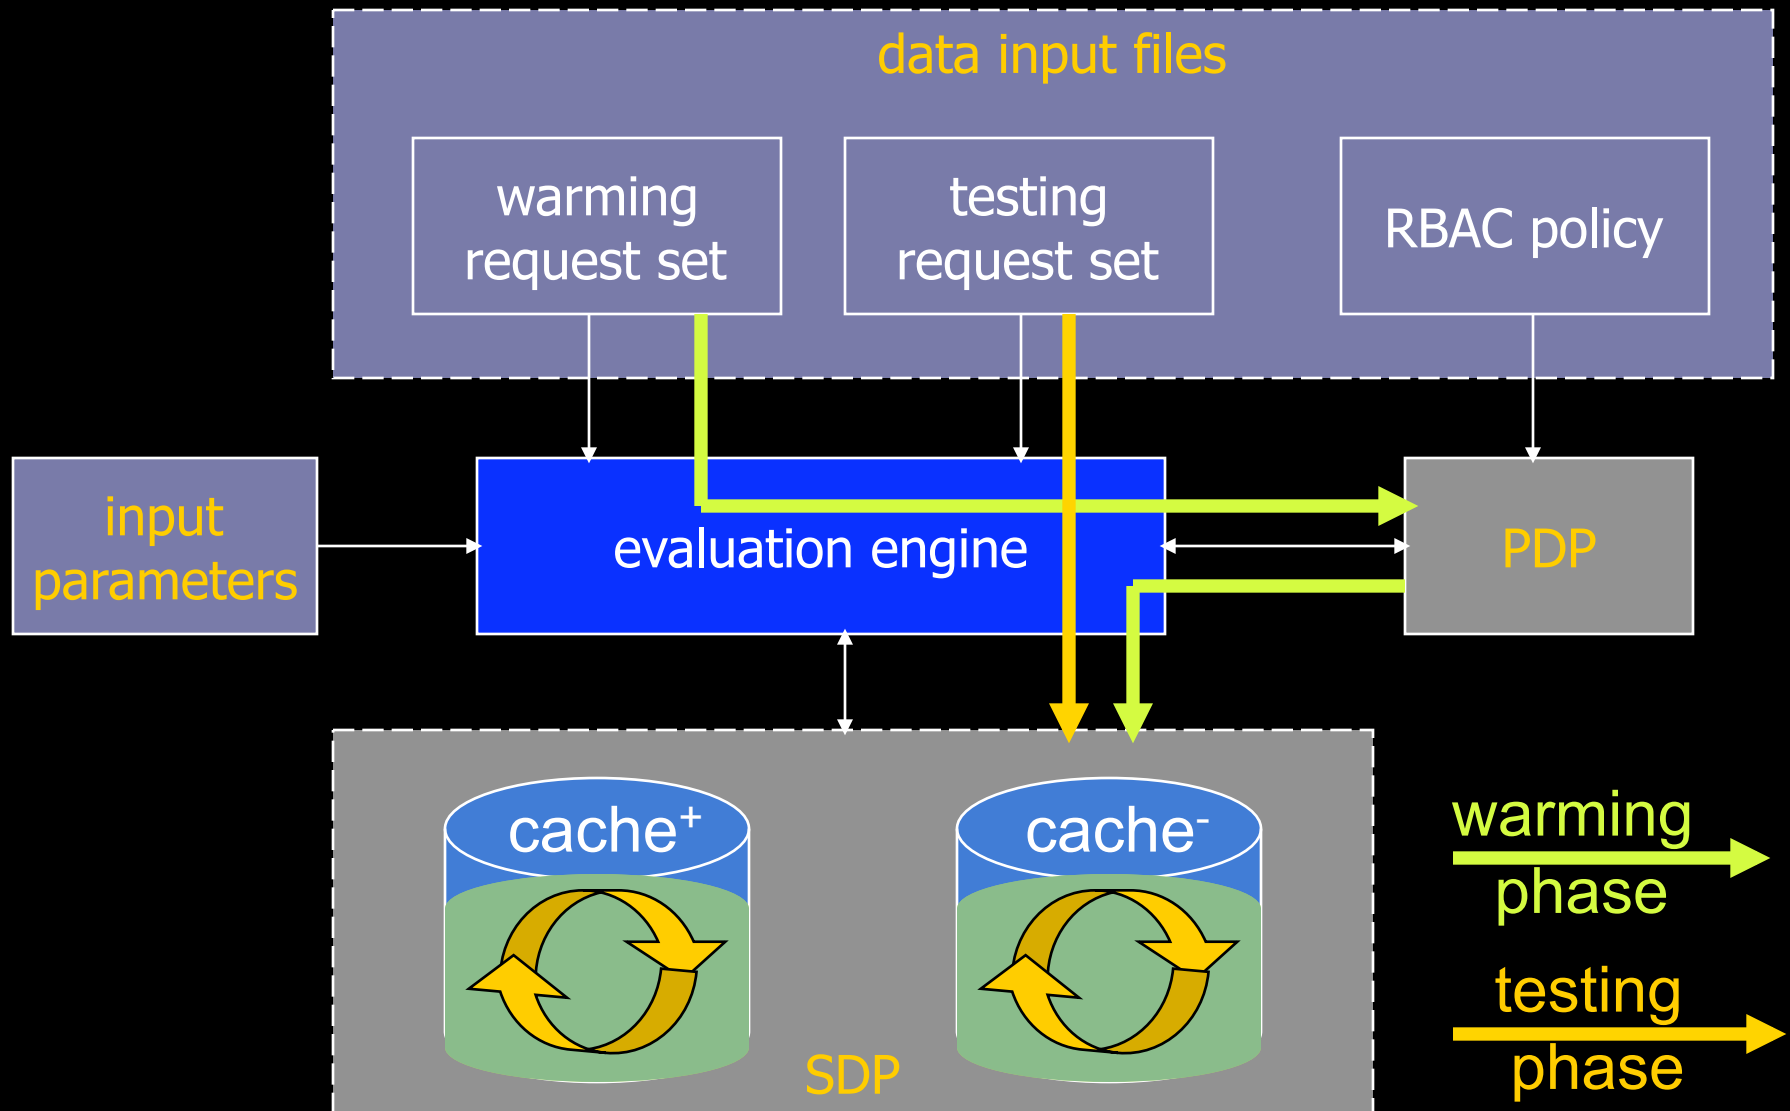 data input files
warming
request set
testing
request set
RBAC policy
input
parameters
evaluation engine
PDP
cache⁺
cache⁻
SDP
warming
phase
testing
phase